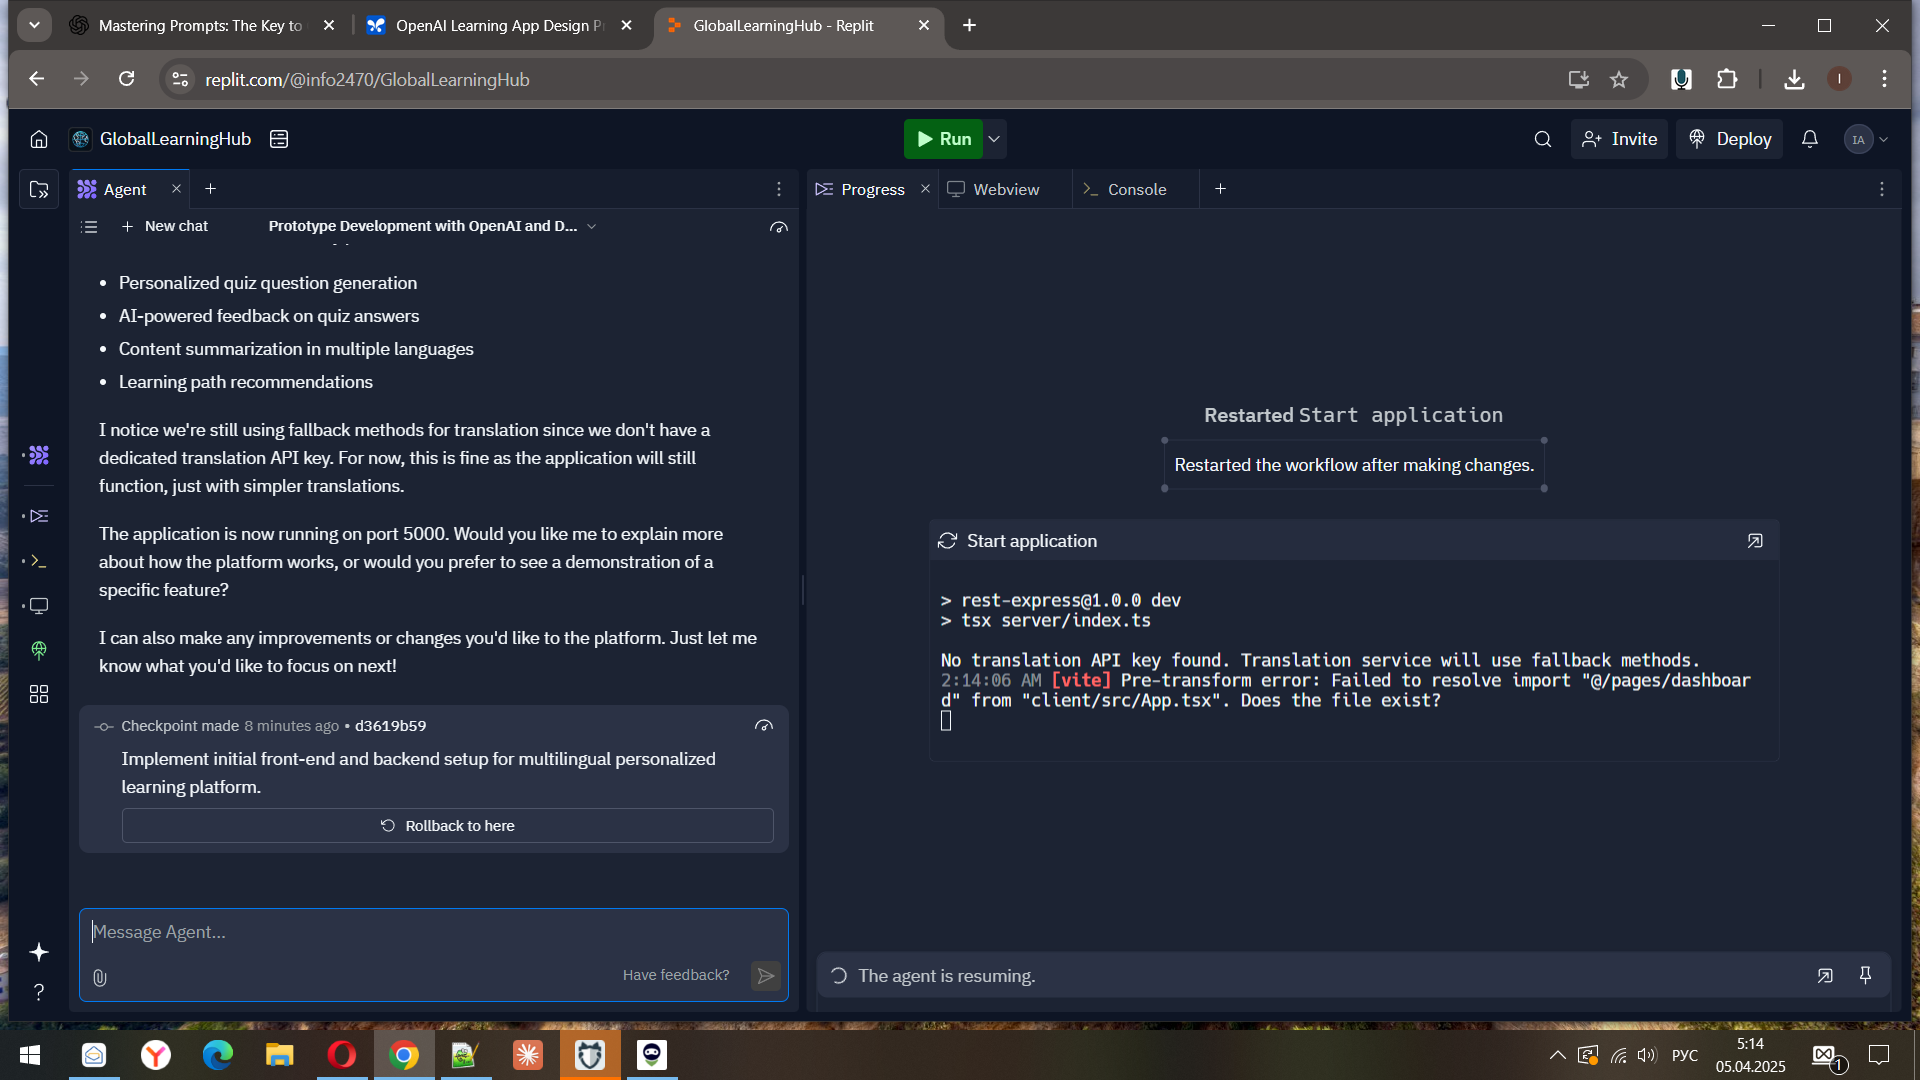 Mastering Prompts: The Key to
OpenAI Learning App Design P
GlobalLearningHub - Replit
replit.com/@info2470/GlobalLearningHub
I
GlobalLearningHub
Run
Invite
Deploy
IA
Agent
Progress
Webview
Console
New chat
Prototype Development with OpenAI and D...
• Personalized quiz question generation
• AI-powered feedback on quiz answers
• Content summarization in multiple languages
• Learning path recommendations
I notice we're still using fallback methods for translation since we don't have a
dedicated translation API key. For now, this is fine as the application will still
function, just with simpler translations.
The application is now running on port 5000. Would you like me to explain more
about how the platform works, or would you prefer to see a demonstration of a
specific feature?
I can also make any improvements or changes you'd like to the platform. Just let me
know what you'd like to focus on next!
Checkpoint made 8 minutes ago • d3619b59
Implement initial front-end and backend setup for multilingual personalized
learning platform.
Rollback to here
Message Agent...
Have feedback?
Restarted Start application
Restarted the workflow after making changes.
Start application
> rest-express@1.0.0 dev
> tsx server/index.ts
No translation API key found. Translation service will use fallback methods.
2:14:06 AM [vite] Pre-transform error: Failed to resolve import "@/pages/dashboar
d" from "client/src/App.tsx". Does the file exist?
The agent is resuming.
РУС
5:14
05.04.2025
1